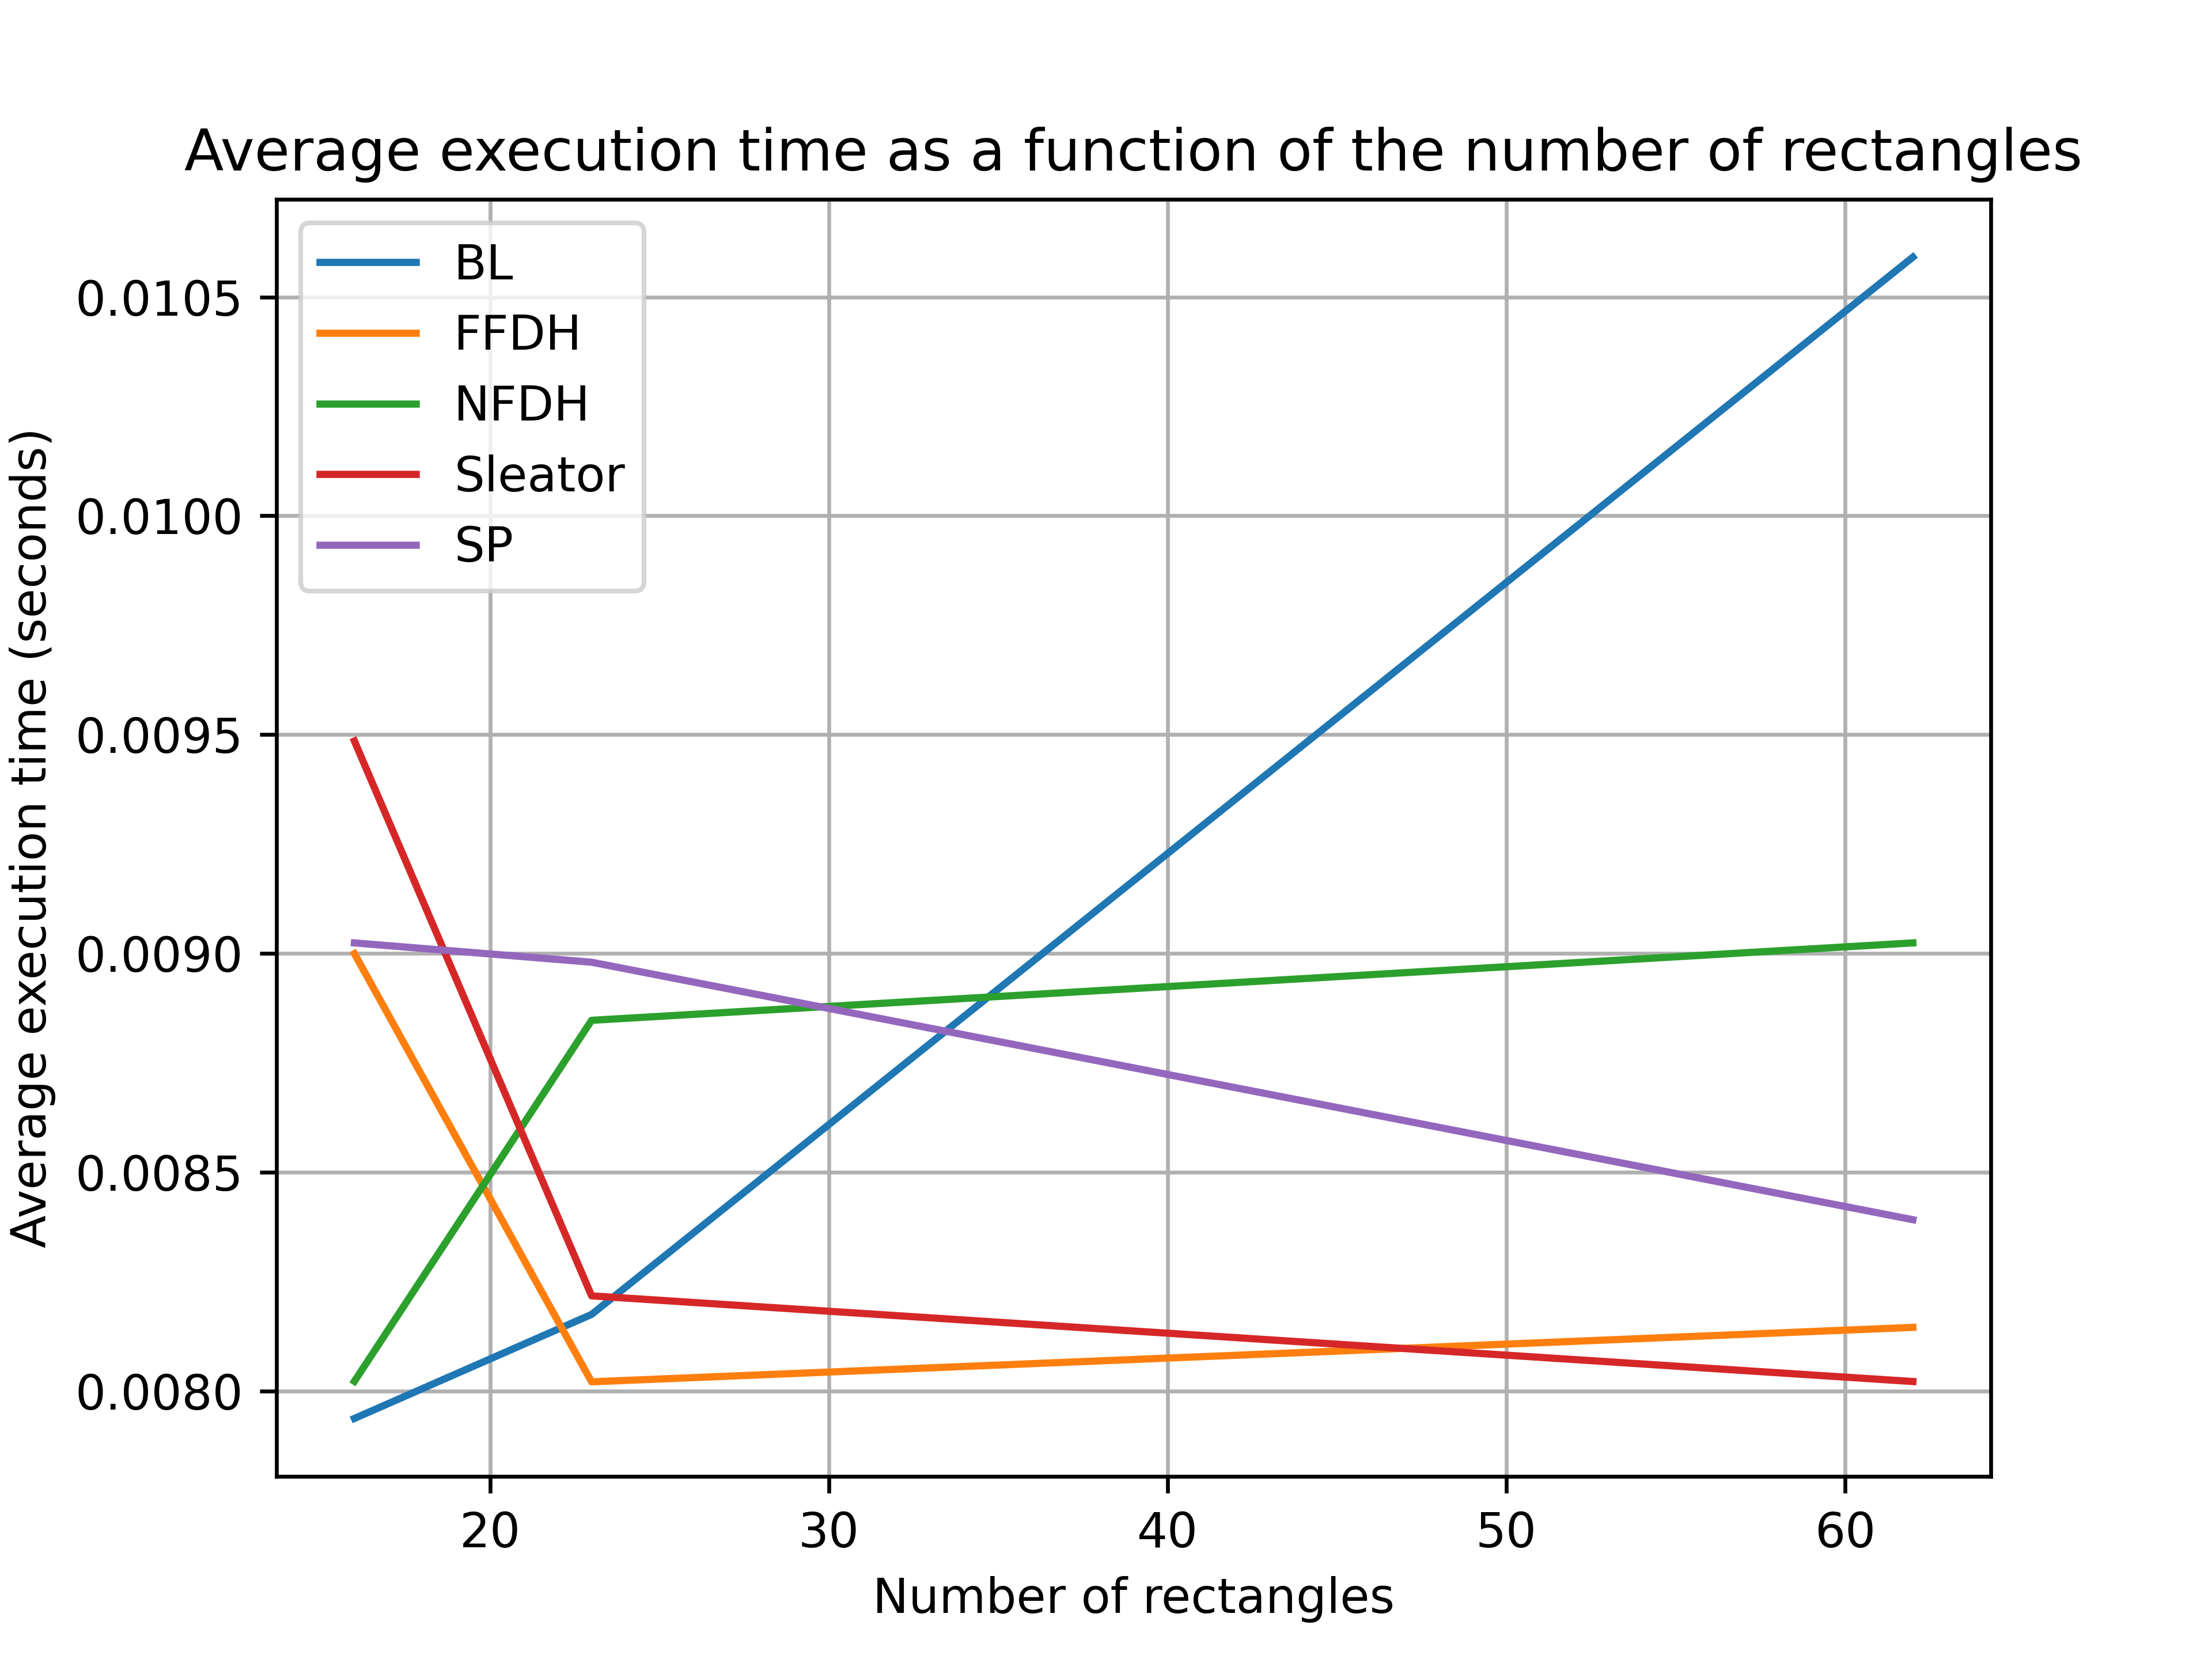 Average execution time as a function of the number of rectangles
BL
FFDH
NFDH
Sleator
SP
Average execution time (seconds)
0.0105
0.0100
0.0095
0.0090
0.0085
0.0080
20 30 40 50 60
Number of rectangles